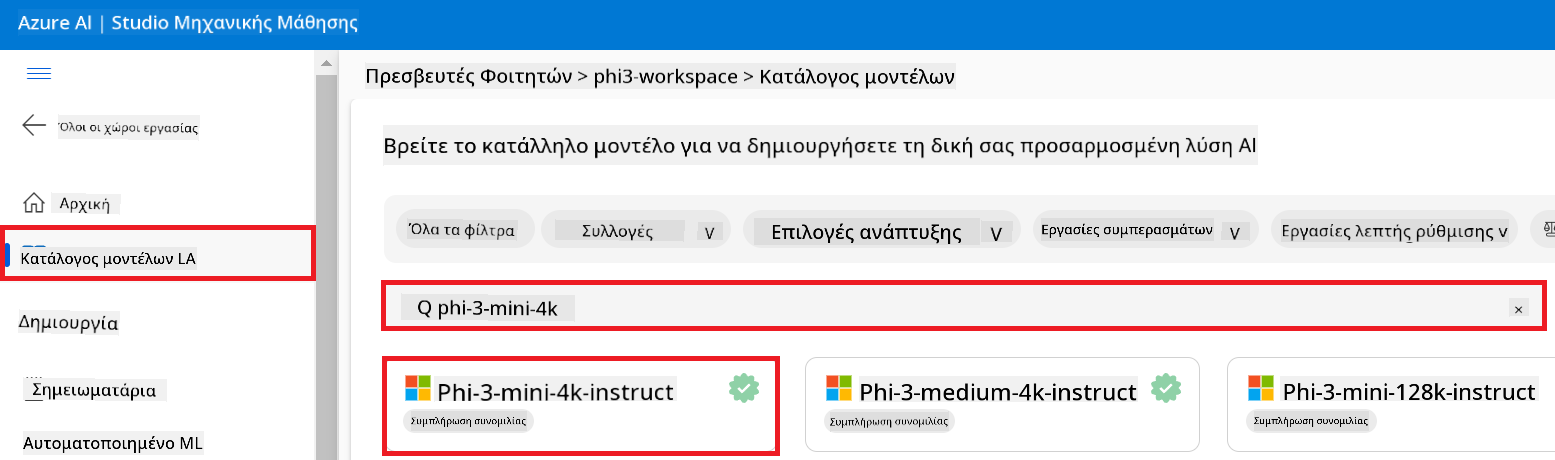 Azure AI | Studio Μηχανικής Μάθησης
Όλοι οι χώροι εργασίας
Αρχική
Κατάλογος μοντέλων LA
Δημιουργία
Σημειωματάρια
Αυτοματοποιημένο ML
Πρεσβευτές Φοιτητών > phi3-workspace > Κατάλογος μοντέλων
Βρείτε το κατάλληλο μοντέλο για να δημιουργήσετε τη δική σας προσαρμοσμένη λύση AI
Όλα τα φίλτρα Συλλογές v Επιλογές ανάπτυξης v Εργασίες συμπερασμάτων v Εργασίες λεπτής ρύθμισης v
Q phi-3-mini-4k ×
Phi-3-mini-4k-instruct
Συμπλήρωση συνομιλίας
Phi-3-medium-4k-instruct
Συμπλήρωση συνομιλίας
Phi-3-mini-128k-instruct
Συμπλήρωση συνομιλίας